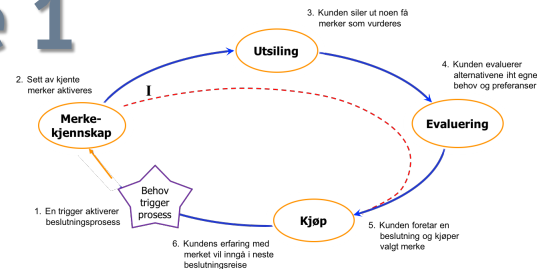 e 1
3. Kunden siler ut noen få
merker som vurderes
Utsiling
4. Kunden evaluerer
alternativene iht egne
behov og preferanser
2. Sett av kjente
merker aktiveres
I
Merke-
kjennskap
Evaluering
Behov
trigger
prosess
1. En trigger aktiverer
beslutningsprosess
Kjøp
5. Kunden foretar en
beslutning og kjøper
valgt merke
6. Kundens erfaring med
merket vil inngå i neste
beslutningsreise